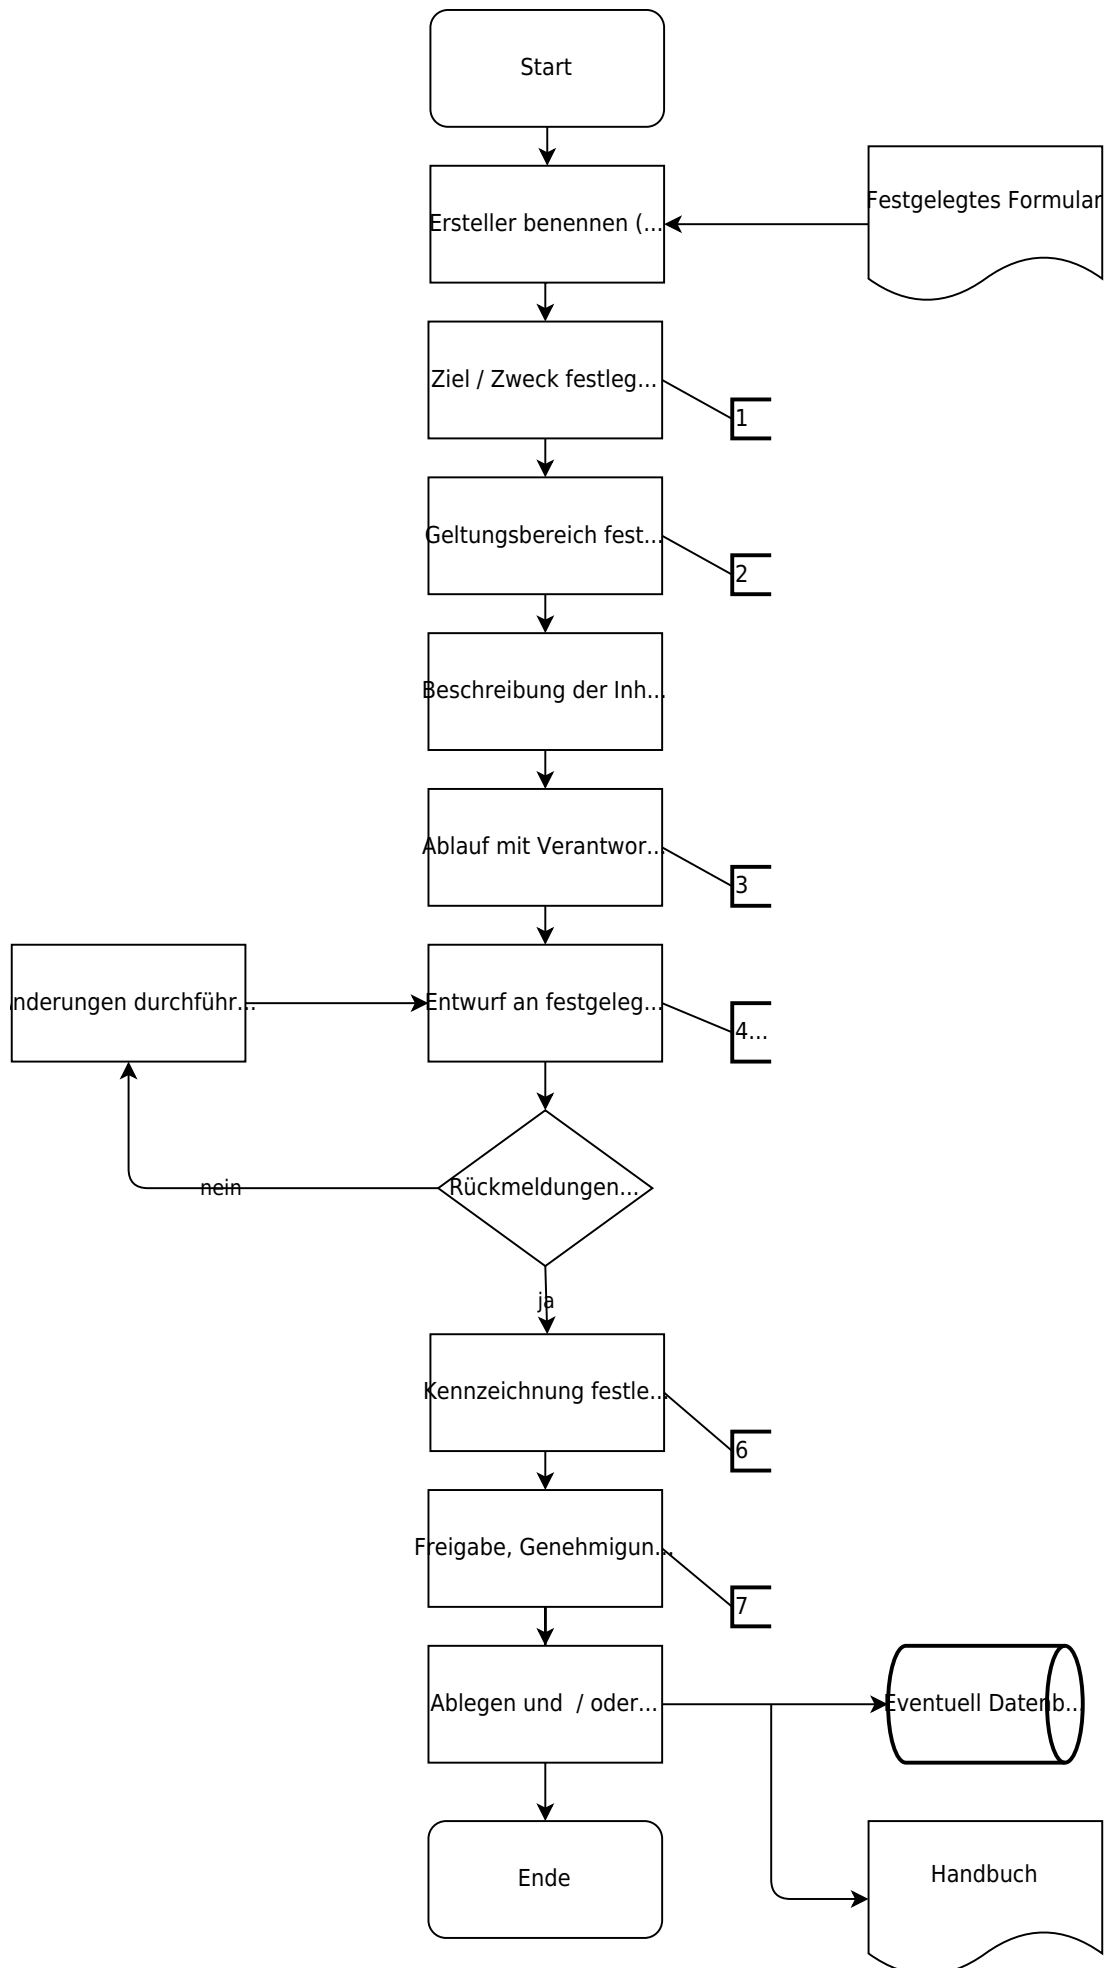 Start
Festgelegtes Formular
Ersteller benennen (...
Ziel / Zweck festleg...
1
Geltungsbereich fest...
2
Beschreibung der Inh...
Ablauf mit Verantwor...
3
nderungen durchführ...
Entwurf an festgeleg...
4...
Rückmeldungen...
nein
ja
Kennzeichnung festle...
6
Freigabe, Genehmigun...
7
Ablegen und / oder...
Eventuell Datenb...
Handbuch
Ende